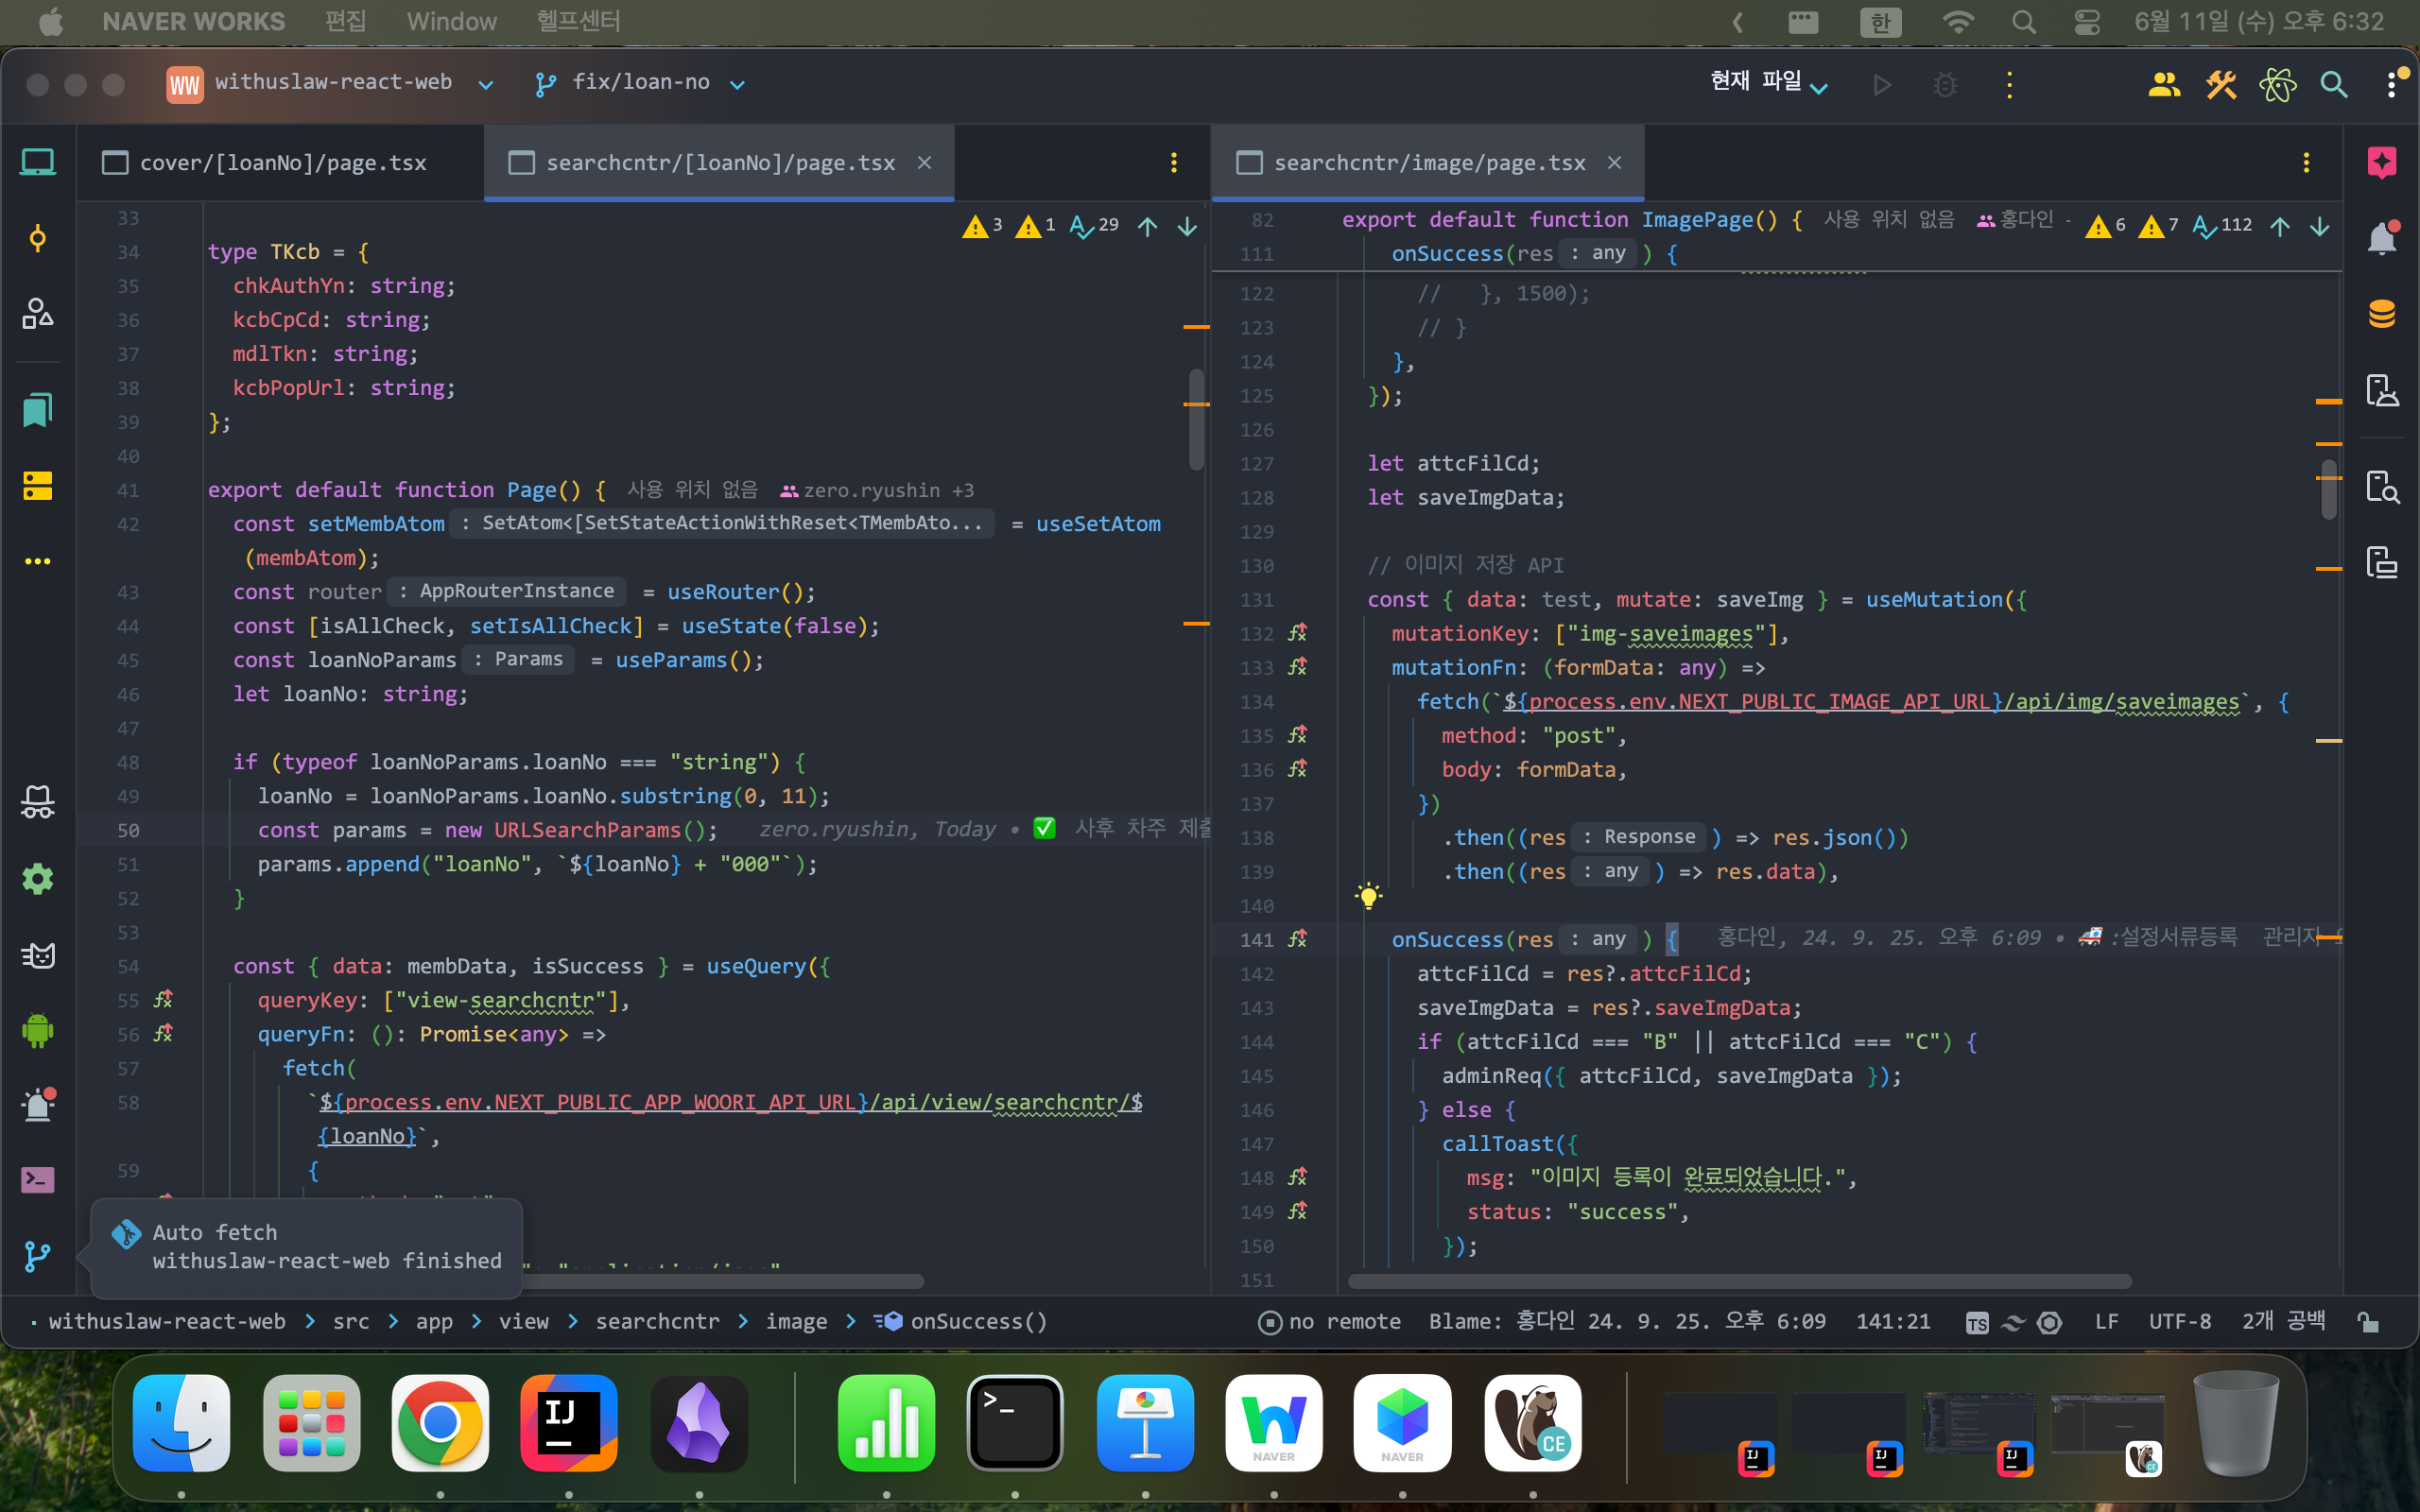 NAVER WORKS 편집 Window 헬프센터
한 6월 11일 (수) 오후 6:32
WW withuslaw-react-web fix/loan-no
현재 파일
cover/[loanNo]/page.tsx
searchcntr/[loanNo]/page.tsx
3 1 29
33
34 type TKcb = {
35 chkAuthYn: string;
36 kcbCpCd: string;
37 mdlTkn: string;
38 kcbPopUrl: string;
39 };
40
41 export default function Page() { 사용 위치 없음 zero.ryushin +3
42 const setMembAtom : SetAtom<[SetStateActionWithReset<TMembAto... = useSetAtom
(membAtom);
43 const router : AppRouterInstance = useRouter();
44 const [isAllCheck, setIsAllCheck] = useState(false);
45 const loanNoParams : Params = useParams();
46 let loanNo: string;
47
48 if (typeof loanNoParams.loanNo === "string") {
49 loanNo = loanNoParams.loanNo.substring(0, 11);
50 const params = new URLSearchParams(); zero.ryushin, Today • ✅ 사후 차주 제출
51 params.append("loanNo", `${loanNo} + "000"`);
52 }
53
54 const { data: membData, isSuccess } = useQuery({
55 queryKey: ["view-searchcntr"],
56 queryFn: (): Promise<any> =>
57 fetch(
58 `${process.env.NEXT_PUBLIC_APP_WOORI_API_URL}/api/view/searchcntr/$
{loanNo}`,
59 {
Auto fetch
withuslaw-react-web finished
searchcntr/image/page.tsx
82 export default function ImagePage() { 사용 위치 없음 홍다인 - 6 7 112
111 onSuccess(res : any ) {
122 // }, 1500);
123 // }
124 },
125 });
126
127 let attcFilCd;
128 let saveImgData;
129
130 // 이미지 저장 API
131 const { data: test, mutate: saveImg } = useMutation({
132 mutationKey: ["img-saveimages"],
133 mutationFn: (formData: any) =>
134 fetch(`${process.env.NEXT_PUBLIC_IMAGE_API_URL}/api/img/saveimages`, {
135 method: "post",
136 body: formData,
137 })
138 .then((res : Response ) => res.json())
139 .then((res : any ) => res.data),
140
141 onSuccess(res : any ) { 홍다인, 24. 9. 25. 오후 6:09 • 🚑 :설정서류등록 관리자
142 attcFilCd = res?.attcFilCd;
143 saveImgData = res?.saveImgData;
144 if (attcFilCd === "B" || attcFilCd === "C") {
145 adminReq({ attcFilCd, saveImgData });
146 } else {
147 callToast({
148 msg: "이미지 등록이 완료되었습니다.",
149 status: "success",
150 });
151
withuslaw-react-web > src > app > view > searchcntr > image > onSuccess()
no remote Blame: 홍다인 24. 9. 25. 오후 6:09 141:21 TS LF UTF-8 2개 공백
IJ >_ NAVER NAVER CE IJ IJ IJ